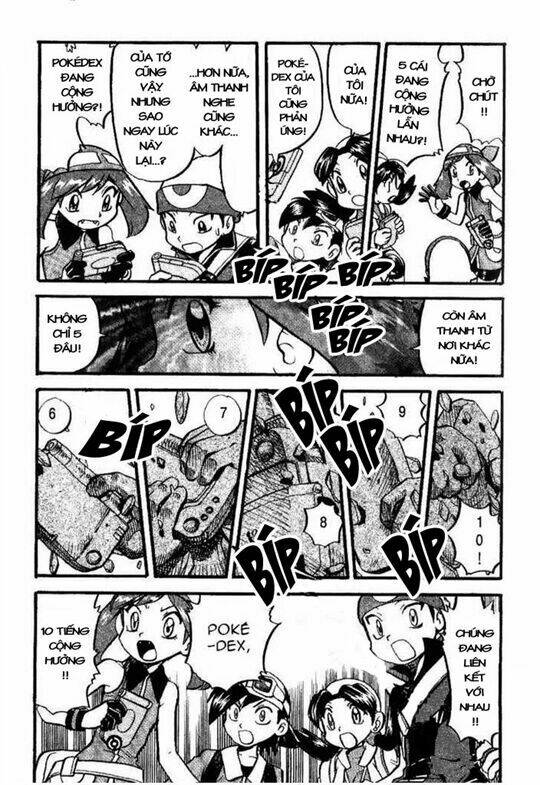 CHỜ
CHÚT
!!
5 CÁI
ĐANG
CỘNG
HƯỞNG
LẪN
NHAU?!
CỦA
TÔI
NỮA!
POKÉ-
DEX CỦA
TÔI
CŨNG
PHẢN
ỨNG!
...HƠN NỮA,
ÂM THANH
NGHE
CŨNG
KHÁC...
CỦA TỚ
CŨNG
VẬY
NHƯNG
SAO
NGAY LÚC
NÀY
LẠI...?
POKÉDEX
ĐANG
CỘNG
HƯỞNG?!
BÍP
BÍP
BÍP
BÍP
BÍP
CÒN ÂM
THANH TỪ
NƠI KHÁC
NỮA!
KHÔNG
CHỈ 5
ĐÂU!
6
BÍP
7
BÍP
8
BÍP
9
BÍP
10!
BÍP
CHÚNG
ĐANG
LIÊN
KẾT
VỚI
NHAU
!!
POKÉ
-DEX,
10 TIẾNG
CỘNG
HƯỞNG
!!